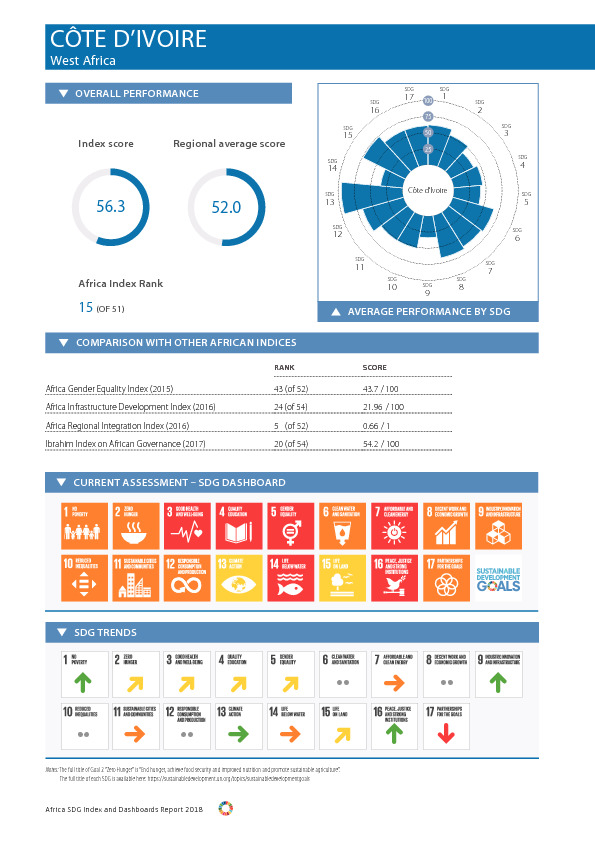 CÔTE D'IVOIRE
West Africa
▼ OVERALL PERFORMANCE
Index score
Regional average score
56.3
52.0
Africa Index Rank
15 (OF 51)
SDG 1
SDG 2
SDG 3
SDG 4
SDG 5
SDG 6
SDG 7
SDG 8
SDG 9
SDG 10
SDG 11
SDG 12
SDG 13
SDG 14
SDG 15
SDG 16
SDG 17
100
75
50
25
Côte d'Ivoire
▲ AVERAGE PERFORMANCE BY SDG
▼ COMPARISON WITH OTHER AFRICAN INDICES
RANK SCORE
Africa Gender Equality Index (2015) 43 (of 52) 43.7 / 100
Africa Infrastructure Development Index (2016) 24 (of 54) 21.96 / 100
Africa Regional Integration Index (2016) 5 (of 52) 0.66 / 1
Ibrahim Index on African Governance (2017) 20 (of 54) 54.2 / 100
▼ CURRENT ASSESSMENT – SDG DASHBOARD
1 NO POVERTY
2 ZERO HUNGER
3 GOOD HEALTH AND WELL-BEING
4 QUALITY EDUCATION
5 GENDER EQUALITY
6 CLEAN WATER AND SANITATION
7 AFFORDABLE AND CLEAN ENERGY
8 DECENT WORK AND ECONOMIC GROWTH
9 INDUSTRY, INNOVATION AND INFRASTRUCTURE
10 REDUCED INEQUALITIES
11 SUSTAINABLE CITIES AND COMMUNITIES
12 RESPONSIBLE CONSUMPTION AND PRODUCTION
13 CLIMATE ACTION
14 LIFE BELOW WATER
15 LIFE ON LAND
16 PEACE, JUSTICE AND STRONG INSTITUTIONS
17 PARTNERSHIPS FOR THE GOALS
SUSTAINABLE DEVELOPMENT GOALS
▼ SDG TRENDS
1 NO POVERTY
2 ZERO HUNGER
3 GOOD HEALTH AND WELL-BEING
4 QUALITY EDUCATION
5 GENDER EQUALITY
6 CLEAN WATER AND SANITATION
7 AFFORDABLE AND CLEAN ENERGY
8 DECENT WORK AND ECONOMIC GROWTH
9 INDUSTRY, INNOVATION AND INFRASTRUCTURE
10 REDUCED INEQUALITIES
11 SUSTAINABLE CITIES AND COMMUNITIES
12 RESPONSIBLE CONSUMPTION AND PRODUCTION
13 CLIMATE ACTION
14 LIFE BELOW WATER
15 LIFE ON LAND
16 PEACE, JUSTICE AND STRONG INSTITUTIONS
17 PARTNERSHIPS FOR THE GOALS
Notes: The full title of Goal 2 "Zero Hunger" is "End hunger, achieve food security and improved nutrition and promote sustainable agriculture".
The full title of each SDG is available here: https://sustainabledevelopment.un.org/topics/sustainabledevelopmentgoals
Africa SDG Index and Dashboards Report 2018